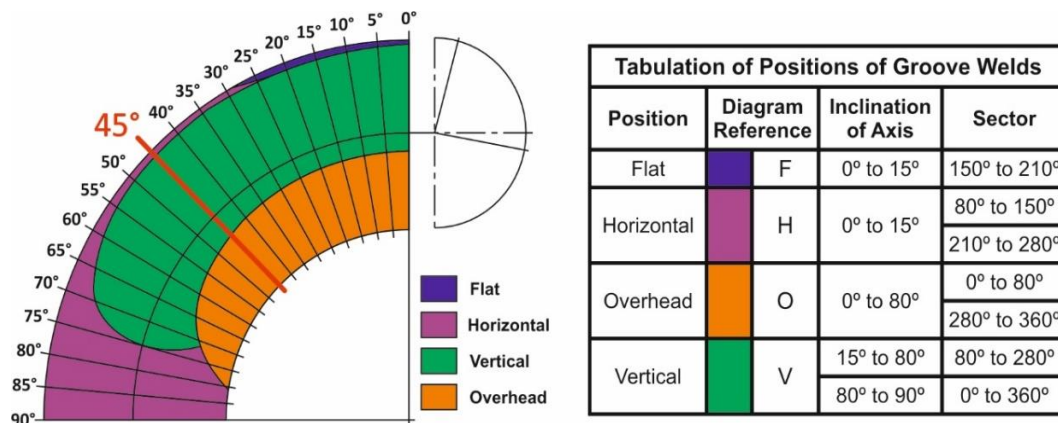 0°
5°
10°
15°
20°
25°
30°
35°
40°
45°
50°
55°
60°
65°
70°
75°
80°
85°
90°
Flat
Horizontal
Vertical
Overhead
Tabulation of Positions of Groove Welds
Position
Diagram
Reference
Inclination
of Axis
Sector
Flat
F
0º to 15º
150º to 210º
Horizontal
H
0º to 15º
80º to 150º
210º to 280º
Overhead
O
0º to 80º
0º to 80º
280º to 360º
Vertical
V
15º to 80º
80º to 280º
80º to 90º
0º to 360º